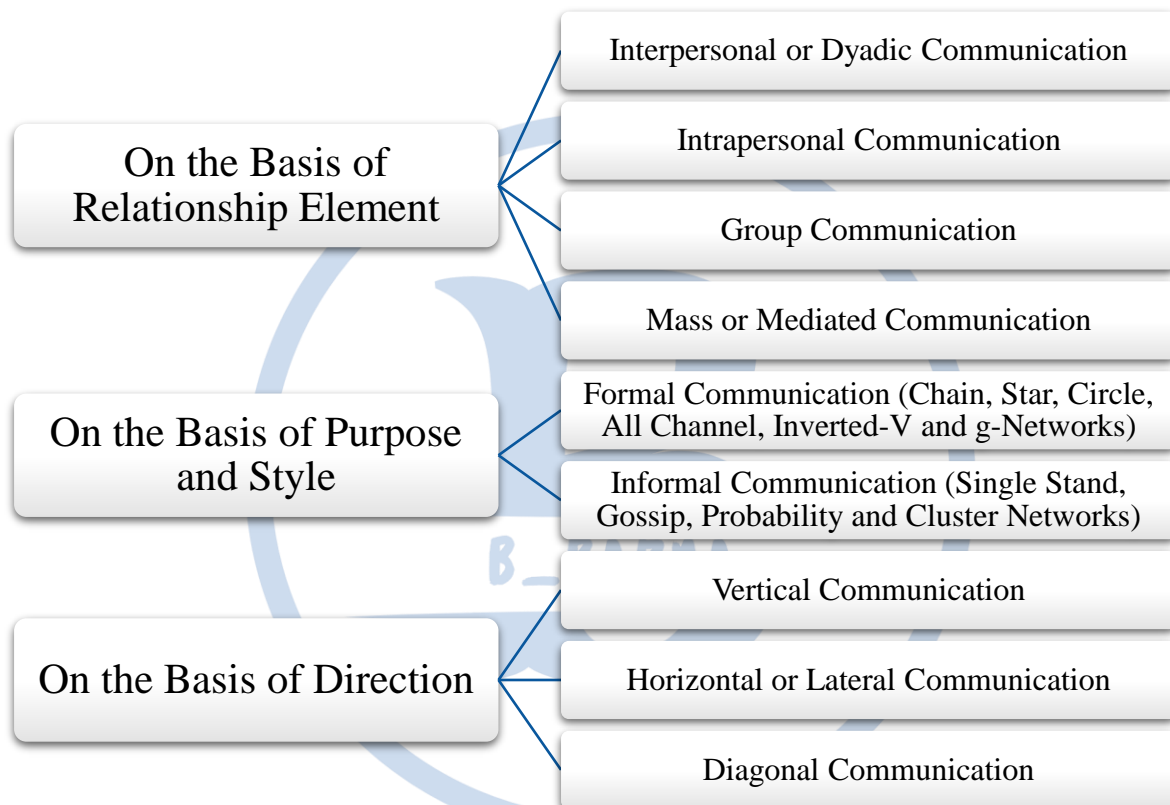 On the Basis of
Relationship Element
Interpersonal or Dyadic Communication
Intrapersonal Communication
Group Communication
Mass or Mediated Communication
On the Basis of Purpose
and Style
Formal Communication (Chain, Star, Circle,
All Channel, Inverted-V and g-Networks)
Informal Communication (Single Stand,
Gossip, Probability and Cluster Networks)
On the Basis of Direction
Vertical Communication
Horizontal or Lateral Communication
Diagonal Communication